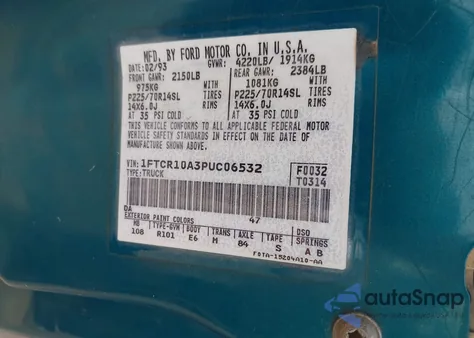 MFD. BY FORD MOTOR CO. IN U.S.A.
DATE: 02/93 GVWR: 4220LB/ 1914KG
FRONT GAWR: 2150LB REAR GAWR: 2384LB
975KG WITH 1081KG WITH
P225/70R14SL TIRES P225/70R14SL TIRES
14X6.0J RIMS 14X6.0J RIMS
AT 35 PSI COLD AT 35 PSI COLD
THIS VEHICLE CONFORMS TO ALL APPLICABLE FEDERAL MOTOR
VEHICLE SAFETY STANDARDS IN EFFECT ON THE DATE OF
MANUFACTURE SHOWN ABOVE.
VIN: 1FTCR10A3PUC06532 F0032
TYPE: TRUCK T0314
DA 47
EXTERIOR PAINT COLORS DSO
WB TYPE-GVW BODY TRANS AXLE TAPE SPRINGS
108 R101 E6 M 84 S A B
F0TA-15204A10-AA
autoSnap